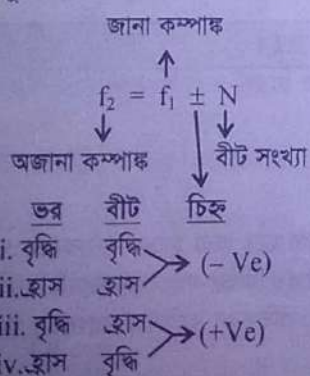 জানা কম্পাঙ্ক
f₂ = f₁ ± N
অজানা কম্পাঙ্ক
বীট সংখ্যা
ভর বীট চিহ্ন
i. বৃদ্ধি বৃদ্ধি
(- Ve)
ii. হ্রাস হ্রাস
iii. বৃদ্ধি হ্রাস
(+Ve)
iv. হ্রাস বৃদ্ধি